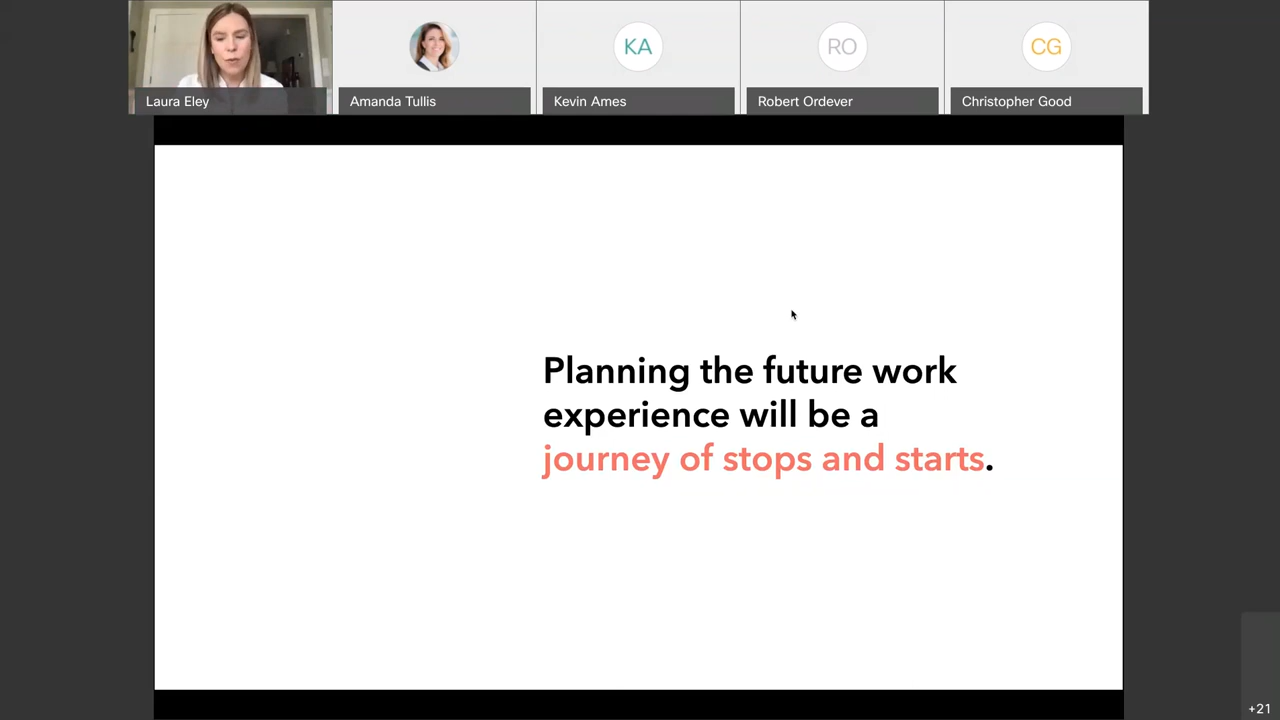 Laura Eley
Amanda Tullis
KA
Kevin Ames
RO
Robert Ordever
CG
Christopher Good
Planning the future work
experience will be a
journey of stops and starts.
+21